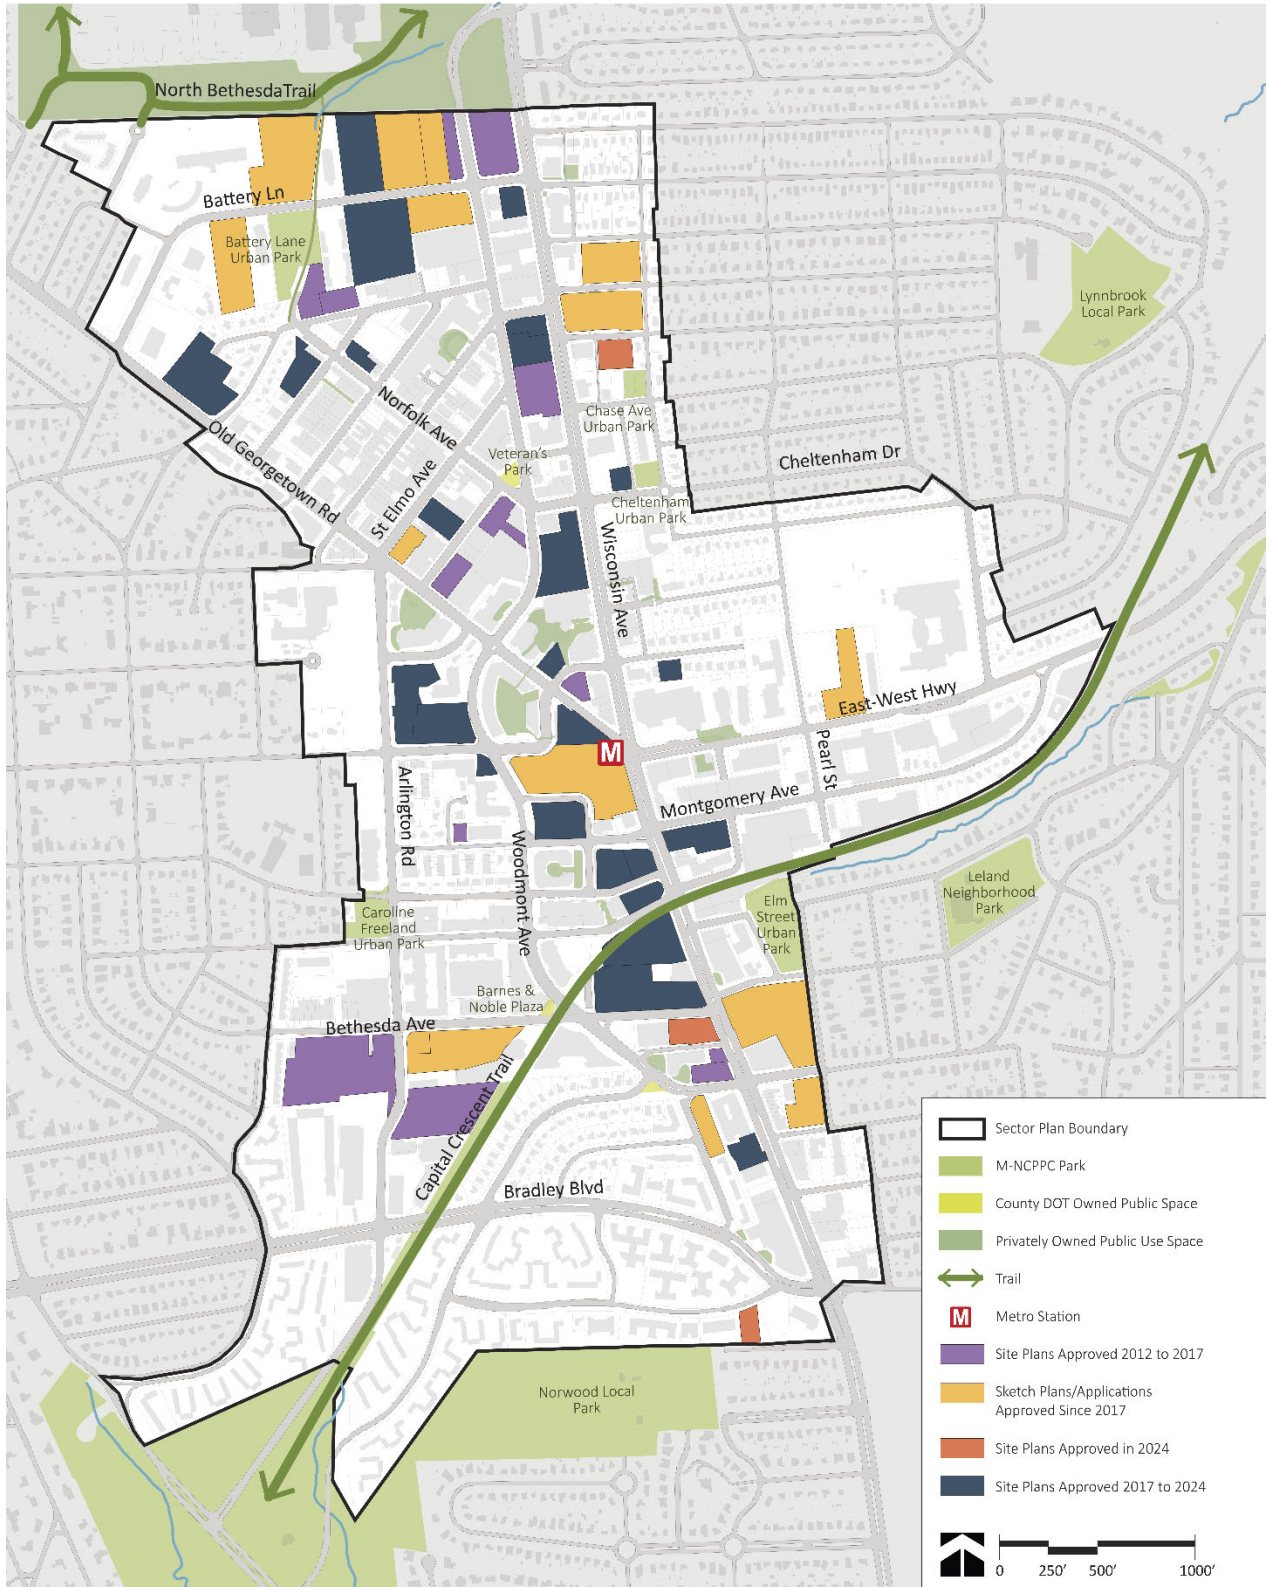 North BethesdaTrail
Battery Ln
Battery Lane
Urban Park
Lynnbrook
Local Park
Norfolk Ave
Chase Ave
Urban Park
Old Georgetown Rd
St Elmo Ave
Veteran's
Park
Cheltenham Dr
Cheltenham
Urban Park
Wisconsin Ave
East-West Hwy
Pearl St
M
Arlington Rd
Montgomery Ave
Woodmont Ave
Leland
Neighborhood
Park
Elm
Street
Urban
Park
Caroline
Freeland
Urban Park
Barnes &
Noble Plaza
Bethesda Ave
Capital Crescent Trail
Bradley Blvd
Norwood Local
Park
Sector Plan Boundary
M-NCPPC Park
County DOT Owned Public Space
Privately Owned Public Use Space
Trail
M
Metro Station
Site Plans Approved 2012 to 2017
Sketch Plans/Applications
Approved Since 2017
Site Plans Approved in 2024
Site Plans Approved 2017 to 2024
0 250' 500' 1000'